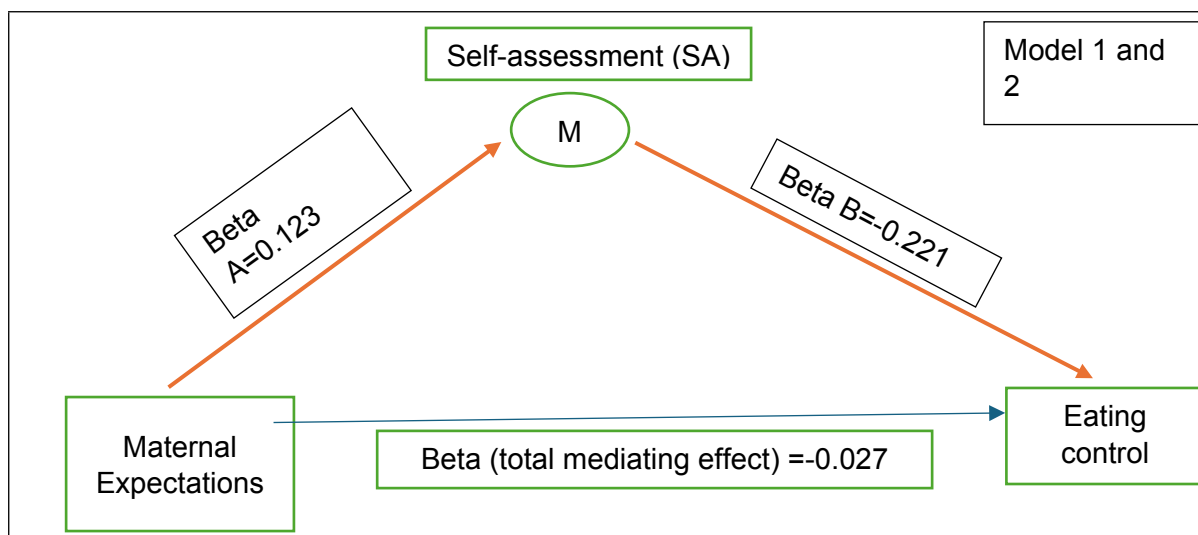 Self-assessment (SA)
Model 1 and
2
M
Beta
A=0.123
Beta B=-0.221
Maternal
Expectations
Beta (total mediating effect) =-0.027
Eating
control